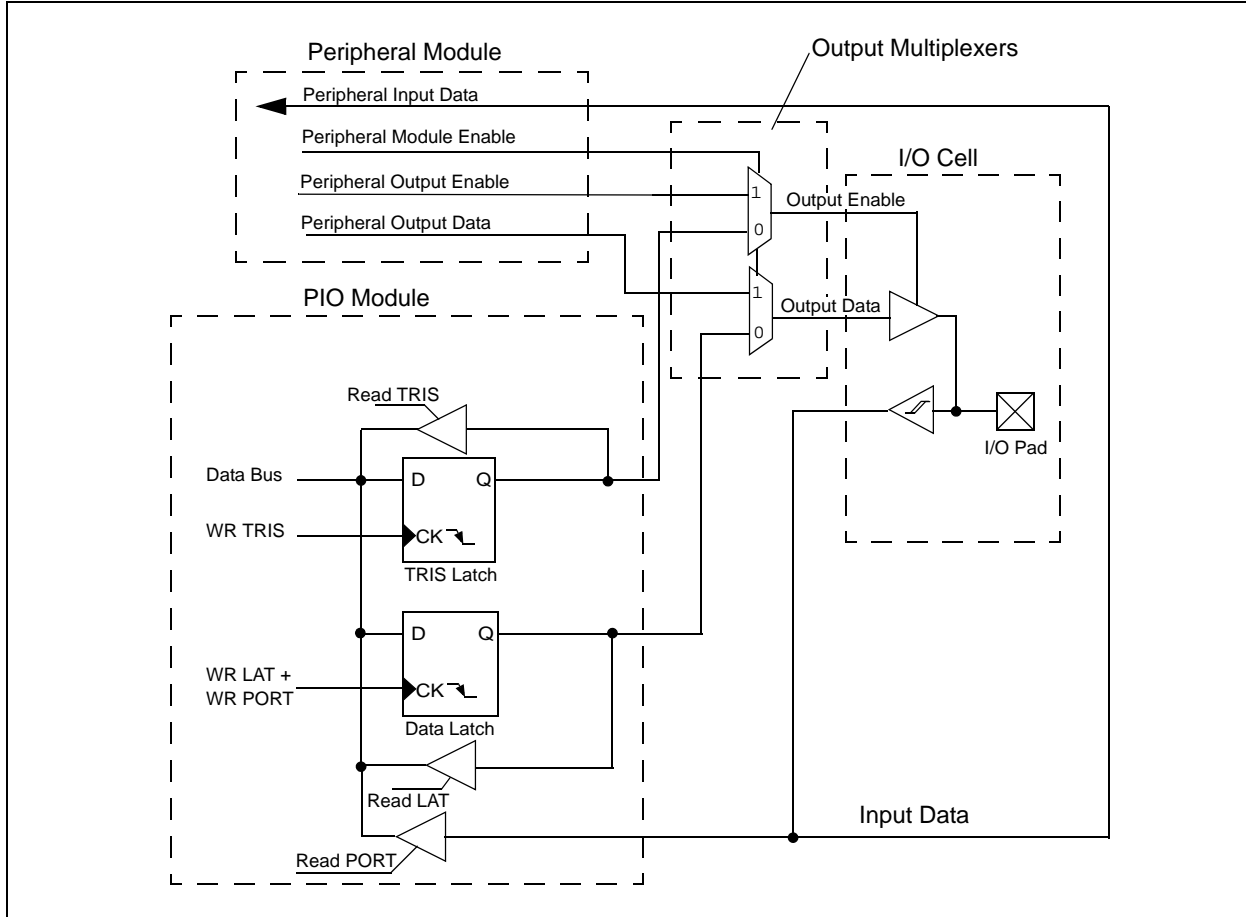 Peripheral Module
Output Multiplexers
Peripheral Input Data
Peripheral Module Enable
I/O Cell
Peripheral Output Enable
1
Output Enable
Peripheral Output Data
0
PIO Module
1
Output Data
0
Read TRIS
I/O Pad
Data Bus
D
Q
WR TRIS
CK
TRIS Latch
D
Q
WR LAT +
WR PORT
CK
Data Latch
Read LAT
Input Data
Read PORT